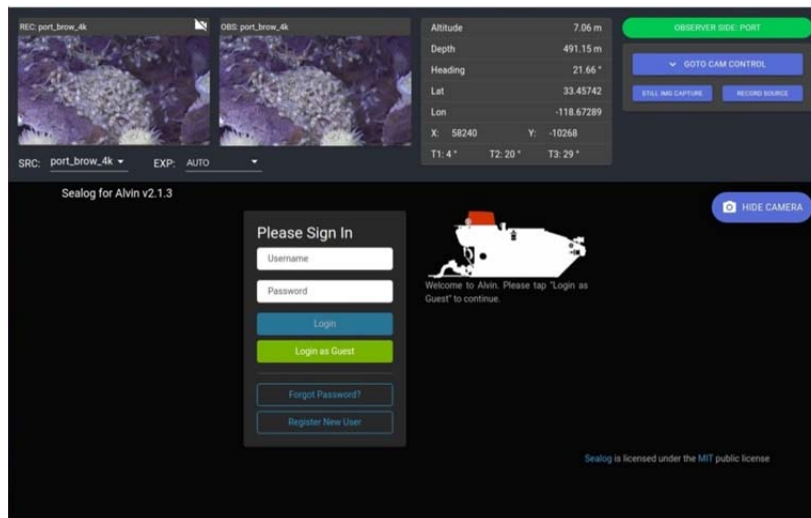 REC: port_brow_4k
OBS: port_brow_4k
SRC: port_brow_4k
EXP: AUTO
Altitude 7.06 m
Depth 491.15 m
Heading 21.66 °
Lat 33.45742
Lon -118.67289
X: 58240 Y: -10268
T1: 4 ° T2: 20 ° T3: 29 °
OBSERVER SIDE: PORT
GOTO CAM CONTROL
STILL IMG CAPTURE RECORD SOURCE
Sealog for Alvin v2.1.3
HIDE CAMERA
Please Sign In
Username
Password
Login
Login as Guest
Forgot Password?
Register New User
Welcome to Alvin. Please tap "Login as
Guest" to continue.
Sealog is licensed under the MIT public license